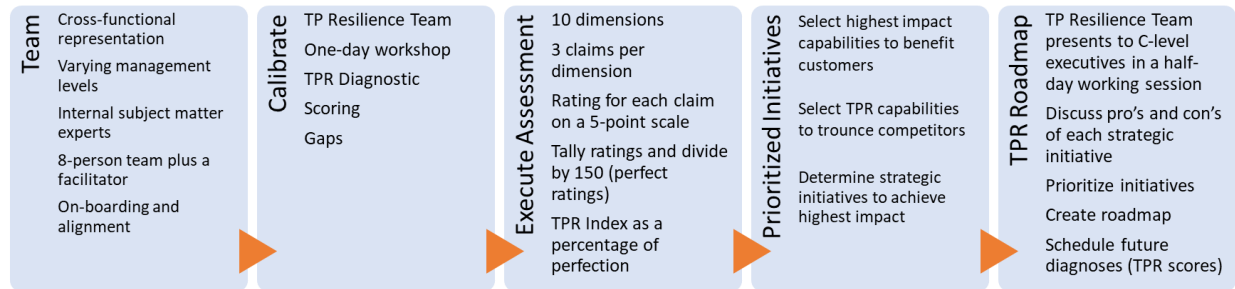 Team
Cross-functional
representation
Varying management
levels
Internal subject matter
experts
8-person team plus a
facilitator
On-boarding and
alignment
Calibrate
TP Resilience Team
One-day workshop
TPR Diagnostic
Scoring
Gaps
Execute Assessment
10 dimensions
3 claims per
dimension
Rating for each claim
on a 5-point scale
Tally ratings and divide
by 150 (perfect
ratings)
TPR Index as a
percentage of
perfection
Prioritized Initiatives
Select highest impact
capabilities to benefit
customers
Select TPR capabilities
to trounce competitors
Determine strategic
initiatives to achieve
highest impact
TPR Roadmap
TP Resilience Team
presents to C-level
executives in a half-
day working session
Discuss pro's and con's
of each strategic
initiative
Prioritize initiatives
Create roadmap
Schedule future
diagnoses (TPR scores)